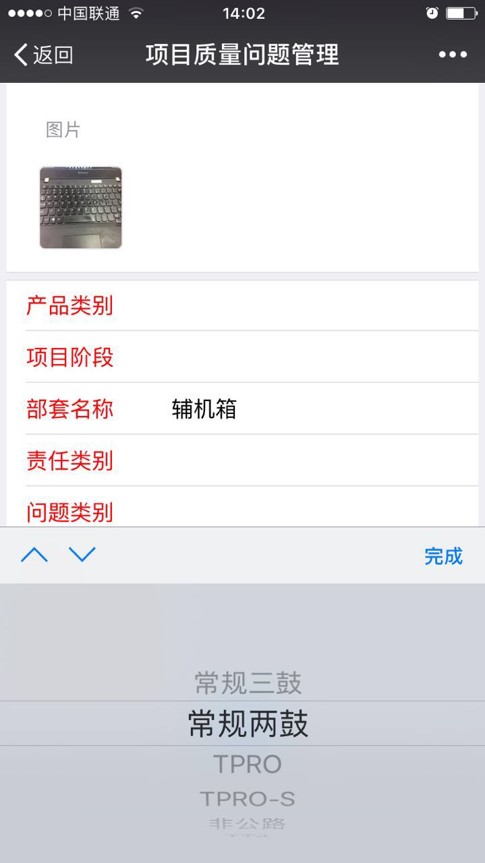 中国联通
14:02
返回
项目质量问题管理
图片
产品类别
项目阶段
部套名称 辅机箱
责任类别
问题类别
完成
常规三鼓
常规两鼓
TPRO
TPRO-S
非公路